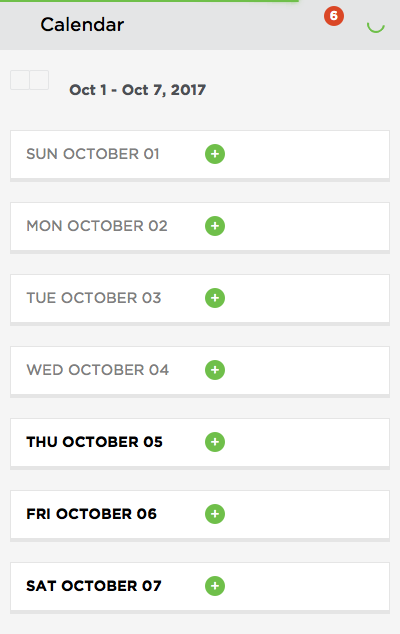 Calendar
6
Oct 1 - Oct 7, 2017
SUN OCTOBER 01
MON OCTOBER 02
TUE OCTOBER 03
WED OCTOBER 04
THU OCTOBER 05
FRI OCTOBER 06
SAT OCTOBER 07